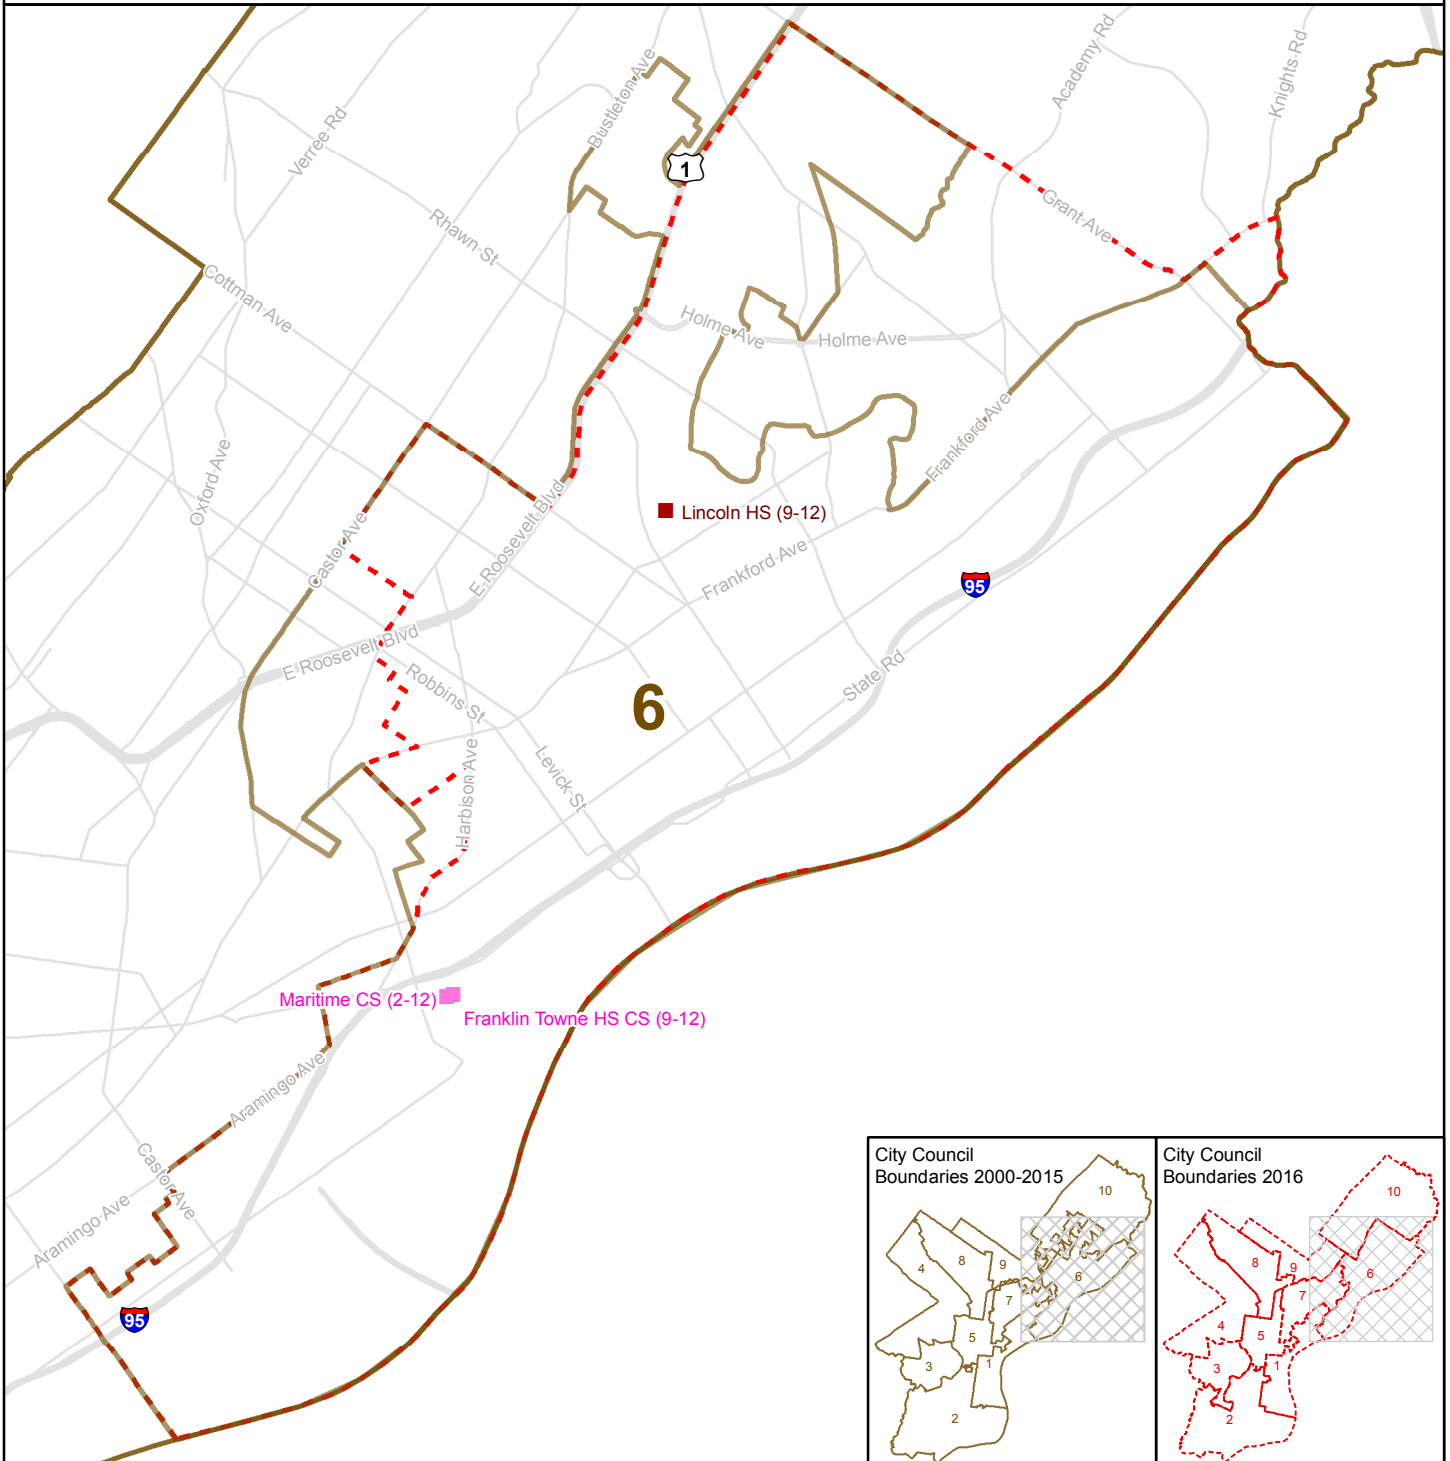 Academy Rd
Knights Rd
Bustleton Ave
Verree Rd
1
Rhawn St
Grant Ave
Cottman Ave
Holme Ave
Holme Ave
Frankford Ave
Oxford Ave
Castor Ave
E Roosevelt Blvd
Lincoln HS (9-12)
Frankford Ave
95
E Roosevelt Blvd
Robbins St
State Rd
6
Levick St
Harbison Ave
Maritime CS (2-12)
Franklin Towne HS CS (9-12)
Aramingo Ave
Castor Ave
Aramingo Ave
95
City Council
Boundaries 2000-2015
10
8
9
4
6
7
5
3
1
2
City Council
Boundaries 2016
10
8
9
6
7
4
5
3
1
2